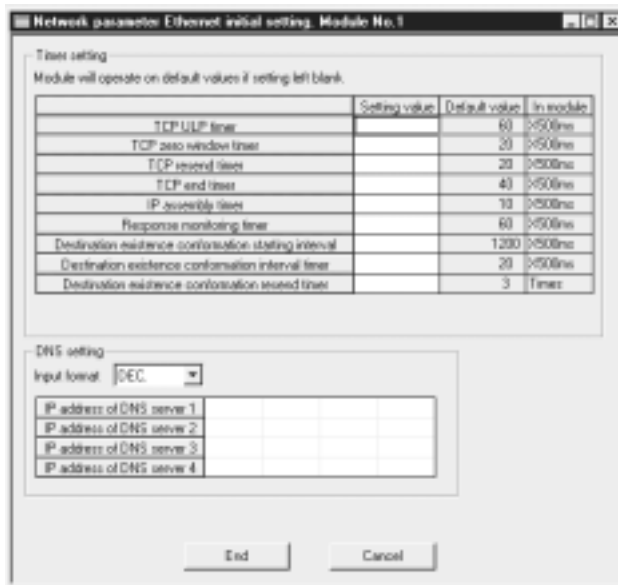 Network parameter Ethernet initial setting. Module No.1
Timer setting
Module will operate on default values if setting left blank.
Setting value Default value In module
TCP ULP timer 60 X500ms
TCP zero window timer 20 X500ms
TCP resend timer 20 X500ms
TCP end timer 40 X500ms
IP assembly timer 10 X500ms
Response monitoring timer 60 X500ms
Destination existence conformation starting interval 1200 X500ms
Destination existence conformation interval timer 20 X500ms
Destination existence conformation resend timer 3 Times
DNS setting
Input format DEC.
IP address of DNS server 1
IP address of DNS server 2
IP address of DNS server 3
IP address of DNS server 4
End Cancel